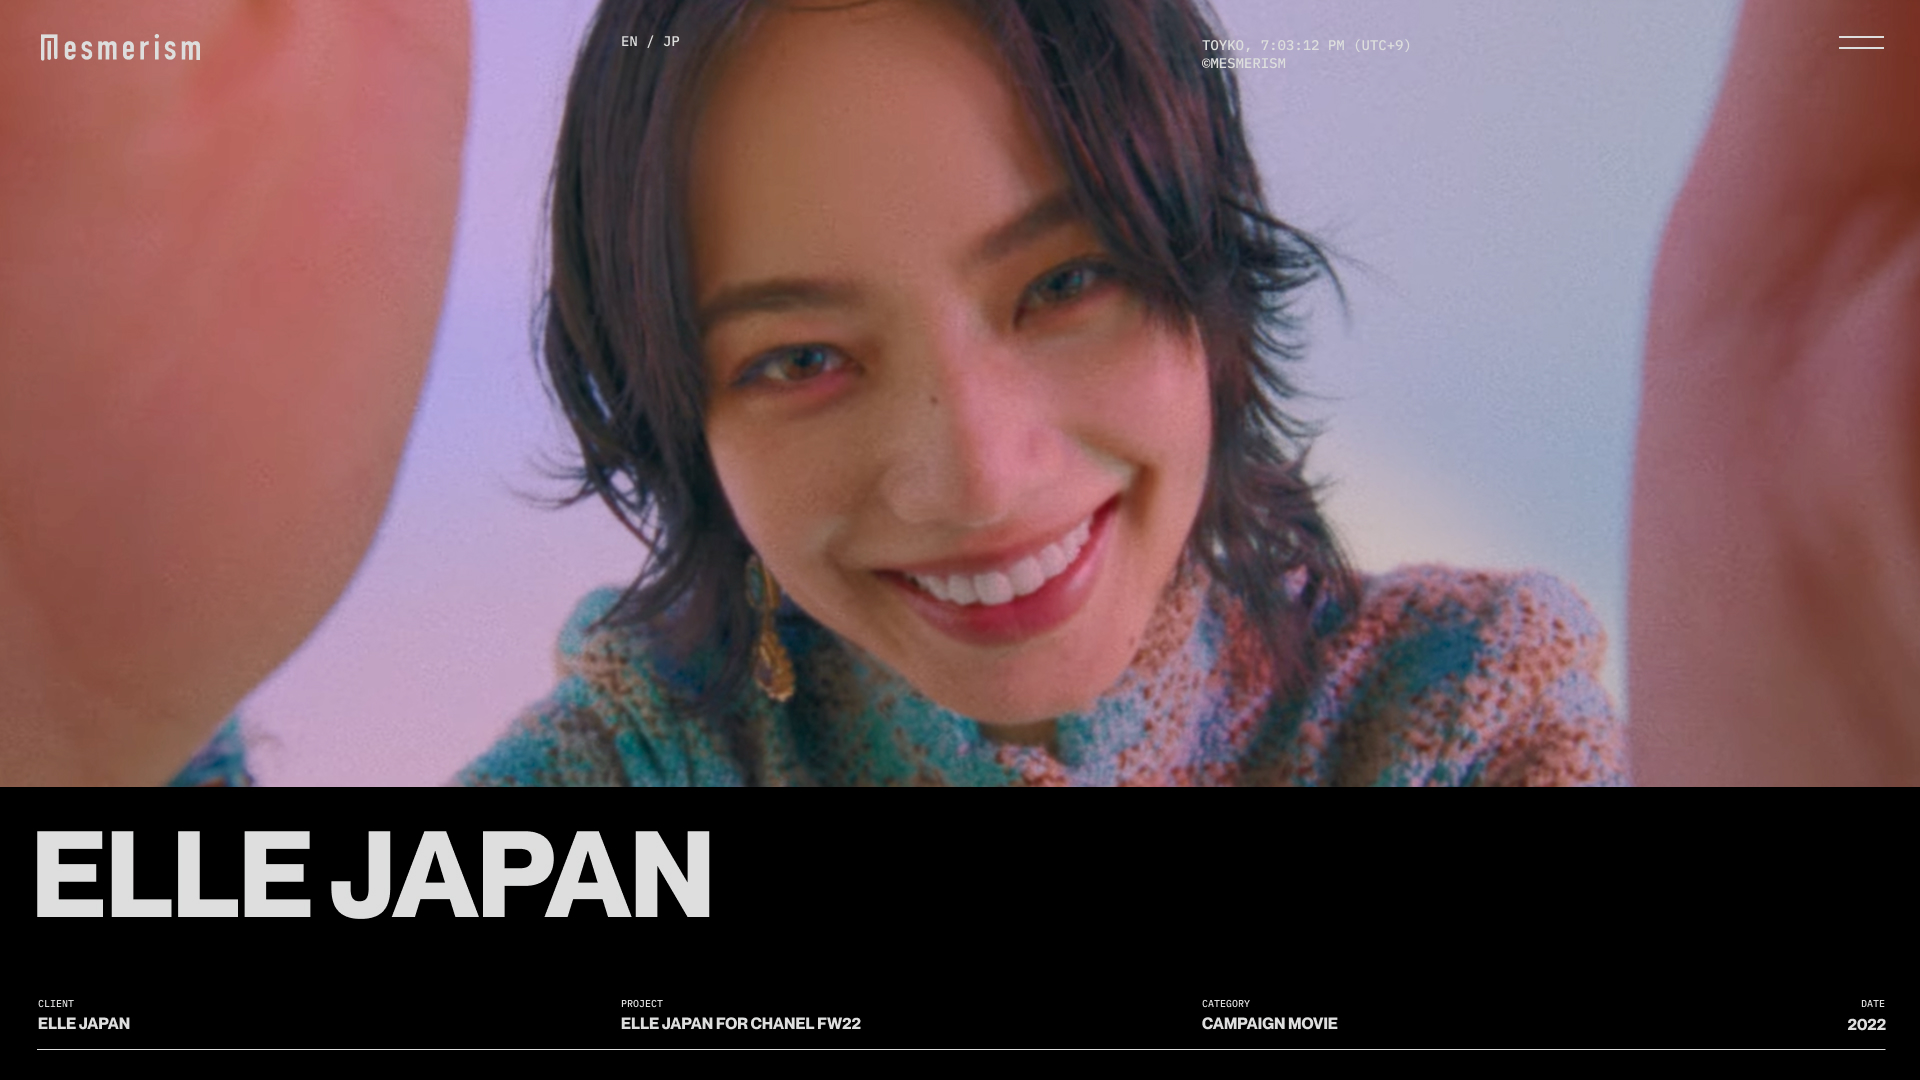 mesmerism
EN / JP
TOYKO, 7:03:12 PM (UTC+9)
©MESMERISM
ELLE JAPAN
CLIENT
ELLE JAPAN
PROJECT
ELLE JAPAN FOR CHANEL FW22
CATEGORY
CAMPAIGN MOVIE
DATE
2022